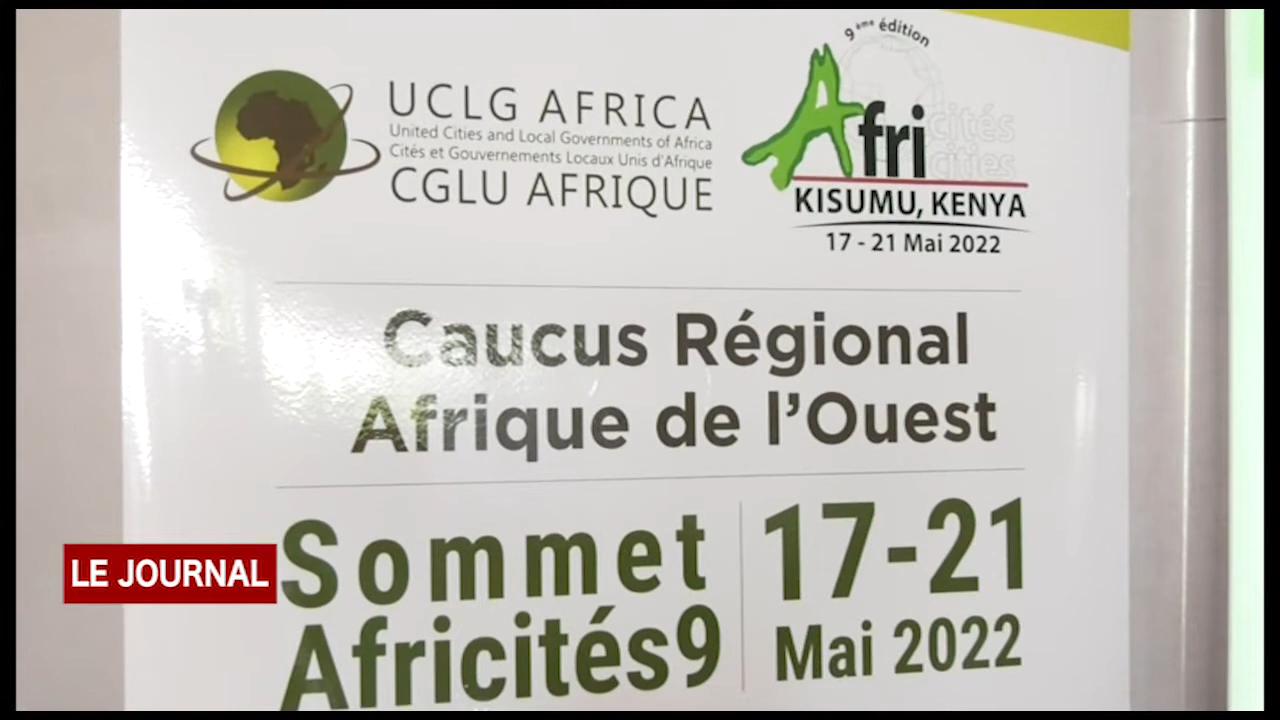 UCLG AFRICA
United Cities and Local Governments of Africa
Cités et Gouvernements Locaux Unis d'Afrique
CGLU AFRIQUE
9ème édition
Afri
cités
cities
KISUMU, KENYA
17 - 21 Mai 2022
Caucus Régional
Afrique de l'Ouest
Sommet
Africités9
17-21
Mai 2022
LE JOURNAL